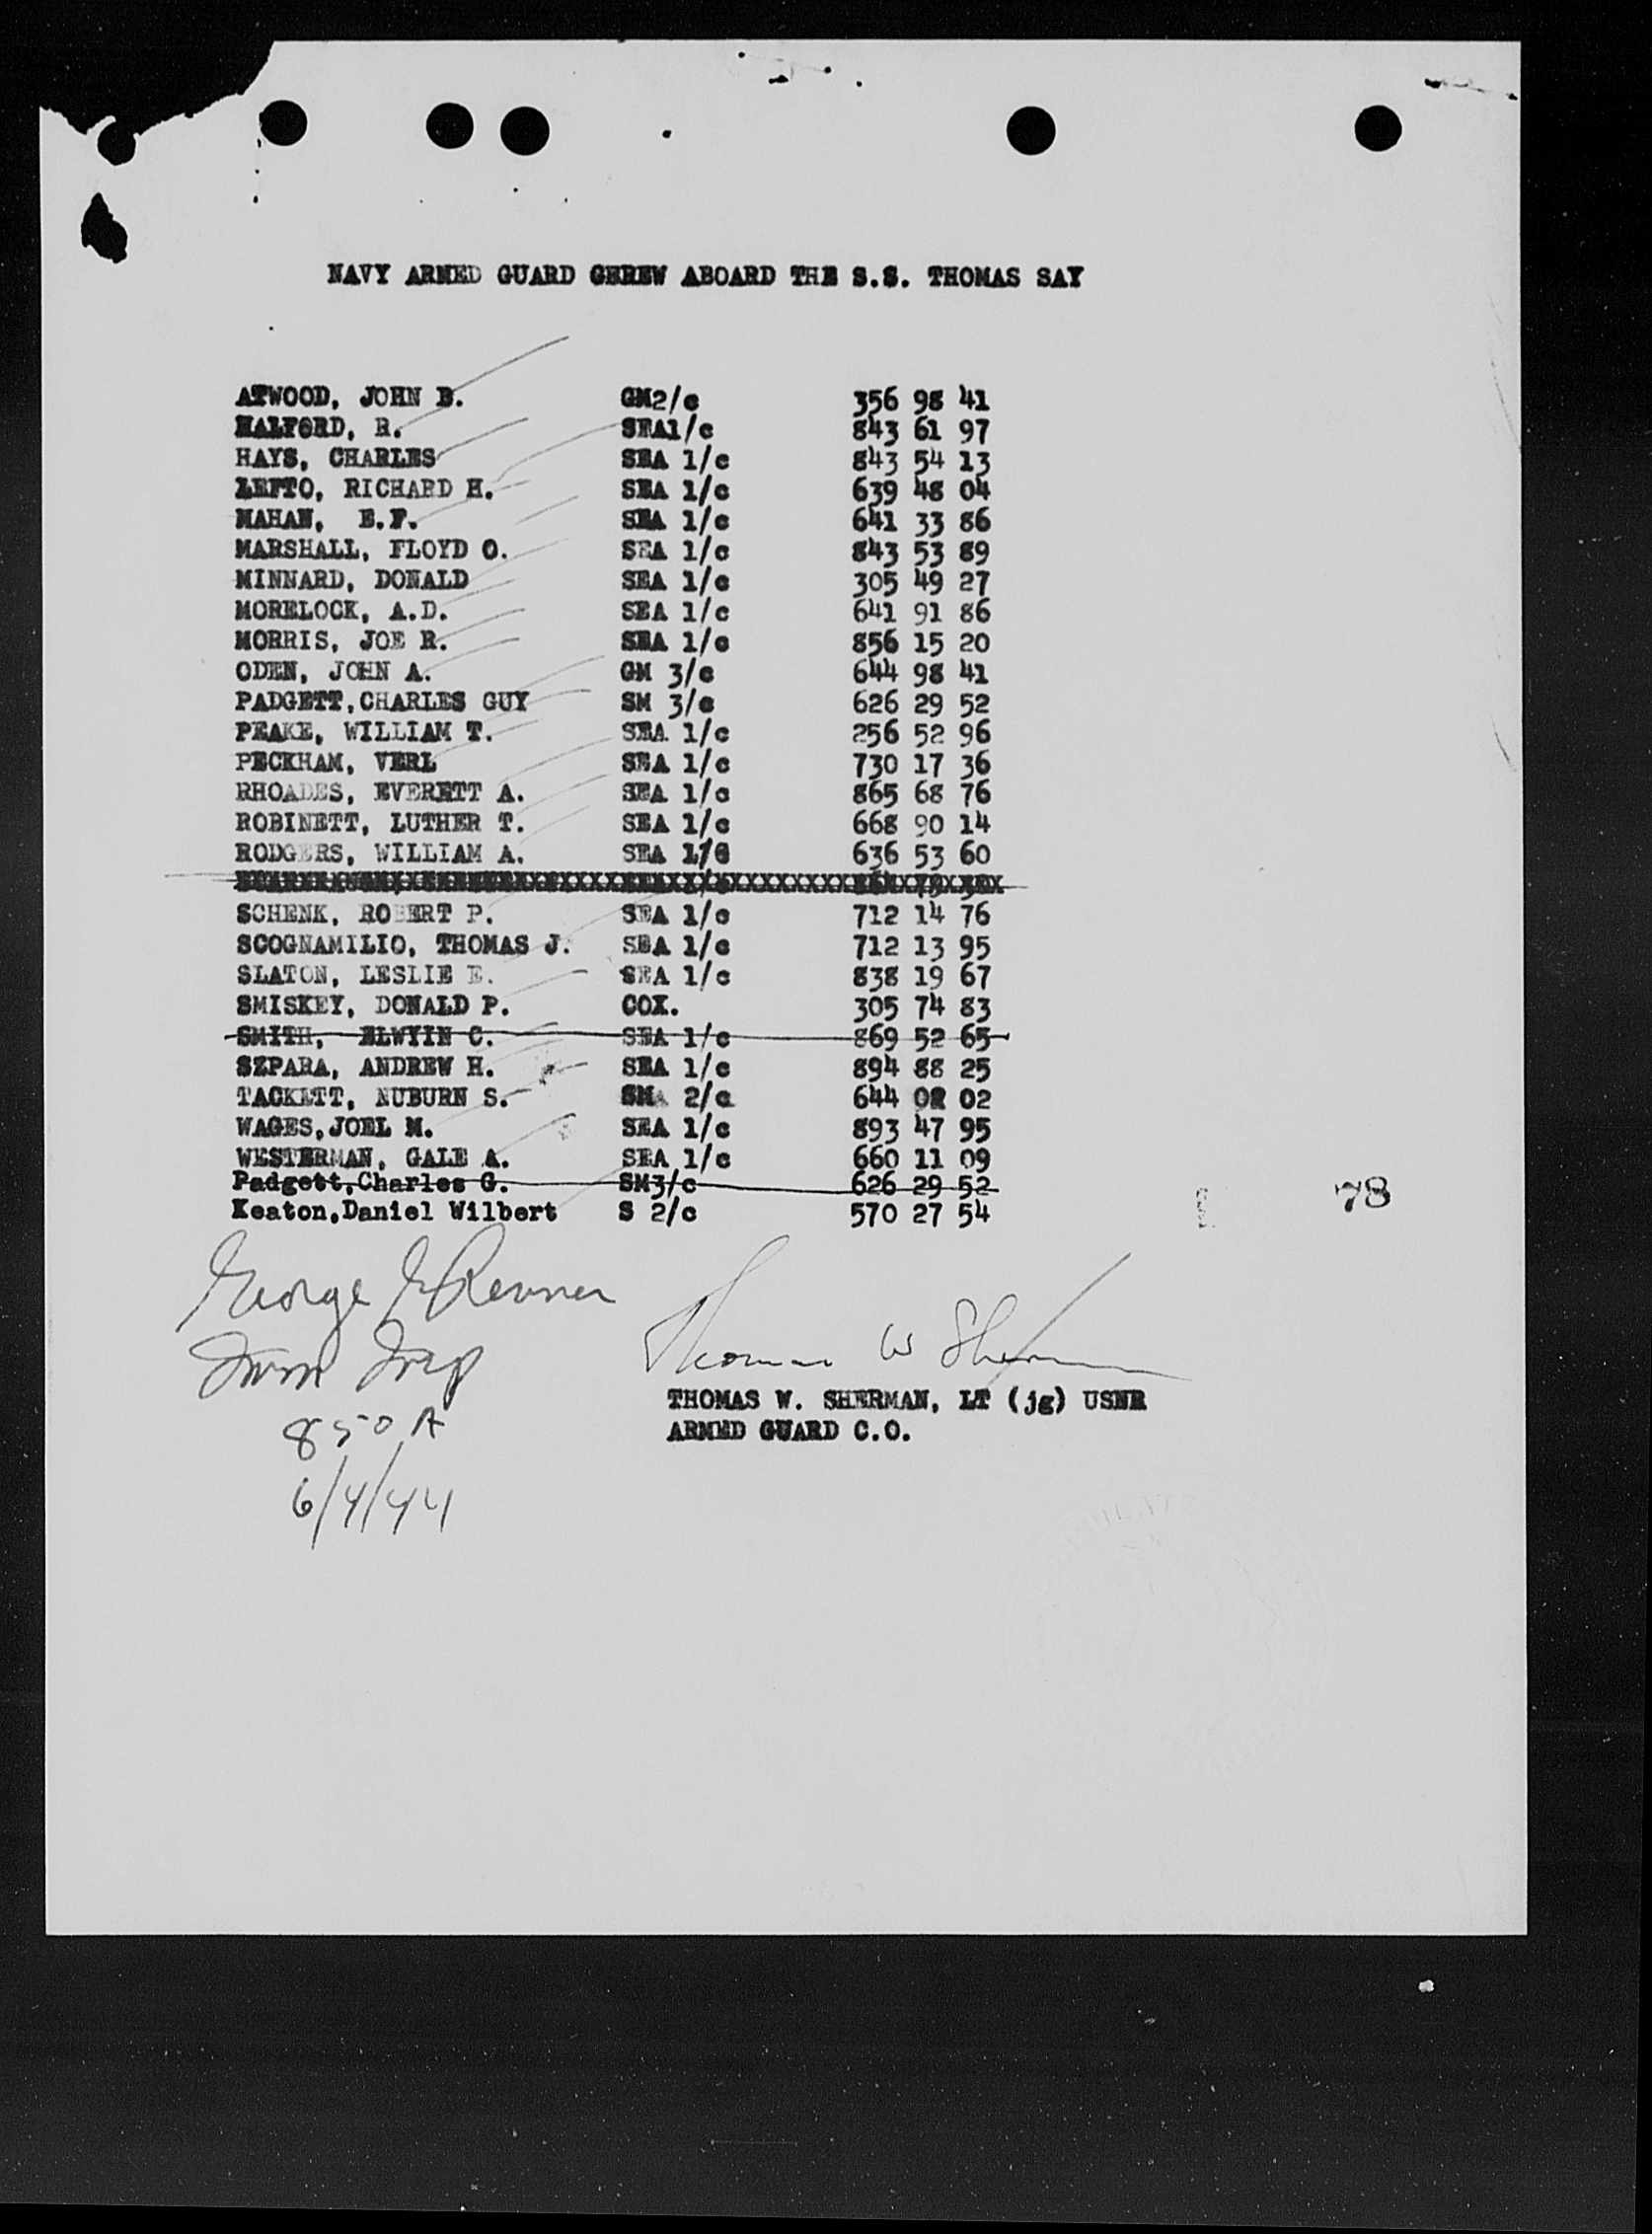 NAVY ARMED GUARD CEREW ABOARD THE S.S. THOMAS SAY
ATWOOD, JOHN B. GM2/c 356 98 41
HALFORD, R. SEA1/c 843 61 97
HAYS, CHARLES SEA 1/c 843 54 13
LEFTO, RICHARD H. SEA 1/c 639 48 04
MAHAN, E.F. SEA 1/c 641 33 86
MARSHALL, FLOYD O. SEA 1/c 843 53 89
MINNARD, DONALD SEA 1/c 305 49 27
MORELOCK, A.D. SEA 1/c 641 91 86
MORRIS, JOE R. SEA 1/c 856 15 20
ODEN, JOHN A. GM 3/c 644 98 41
PADGETT,CHARLES GUY SM 3/c 626 29 52
PEAKE, WILLIAM T. SEA 1/c 256 52 96
PECKHAM, VERL SEA 1/c 730 17 36
RHOADES, EVERETT A. SEA 1/c 865 68 76
ROBINETT, LUTHER T. SEA 1/c 668 90 14
RODGERS, WILLIAM A. SEA 1/c 636 53 60
SCHENK, ROBERT P. SEA 1/c 712 14 76
SCOGNAMILIO, THOMAS J. SEA 1/c 712 13 95
SLATON, LESLIE E. SEA 1/c 838 19 67
SMISKEY, DONALD P. COX. 305 74 83
SMITH, ELWYIN C. SEA 1/c 869 52 65
SZPARA, ANDREW H. SEA 1/c 894 88 25
TACKETT, NUBURN S. SM 2/c 644 02 02
WAGES,JOEL M. SEA 1/c 893 47 95
WESTERMAN, GALE A. SEA 1/c 660 11 09
Padgett,Charles G. SM3/c 626 29 52
Keaton,Daniel Wilbert S 2/c 570 27 54
78
George E Renner
Imm Insp
850 A
6/4/44
Thomas W Sherman
THOMAS W. SHERMAN, LT (jg) USNR
ARMED GUARD C.O.